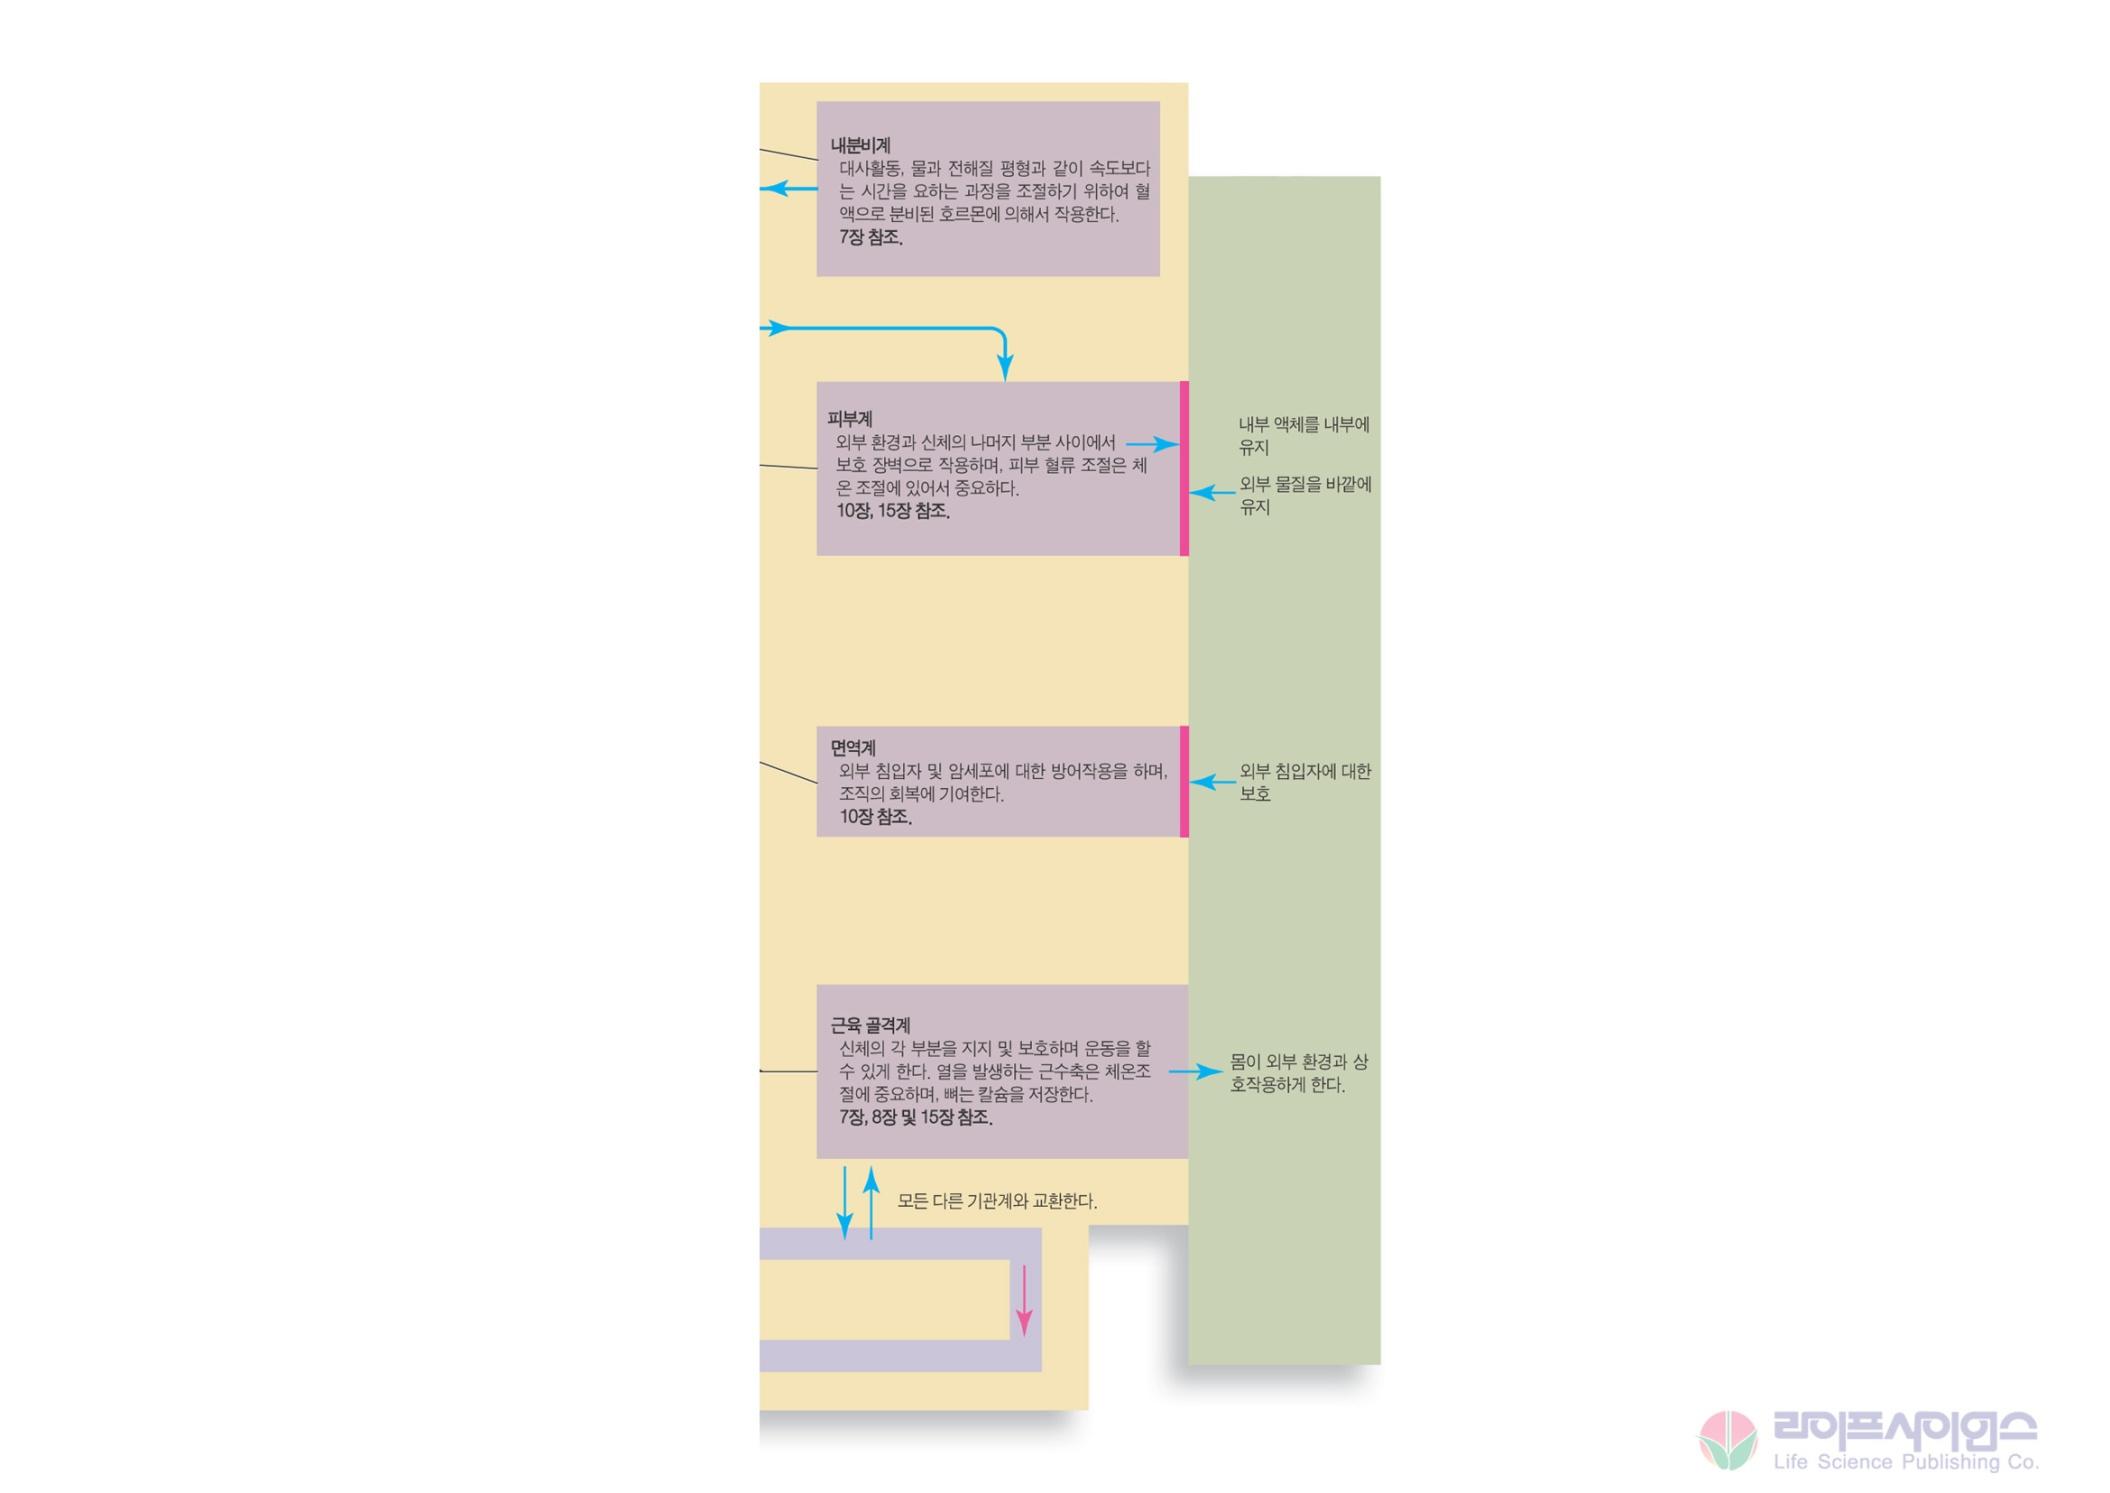 내분비계
대사활동, 물과 전해질 평형과 같이 속도보다
는 시간을 요하는 과정을 조절하기 위하여 혈
액으로 분비된 호르몬에 의해서 작용한다.
7장 참조.
피부계
외부 환경과 신체의 나머지 부분 사이에서
보호 장벽으로 작용하며, 피부 혈류 조절은 체
온 조절에 있어서 중요하다.
10장, 15장 참조.
내부 액체를 내부에
유지
외부 물질을 바깥에
유지
면역계
외부 침입자 및 암세포에 대한 방어작용을 하며,
조직의 회복에 기여한다.
10장 참조.
외부 침입자에 대한
보호
근육 골격계
신체의 각 부분을 지지 및 보호하며 운동을 할
수 있게 한다. 열을 발생하는 근수축은 체온조
절에 중요하며, 뼈는 칼슘을 저장한다.
7장, 8장 및 15장 참조.
몸이 외부 환경과 상
호작용하게 한다.
모든 다른 기관계와 교환한다.
라이프사이언스
Life Science Publishing Co.